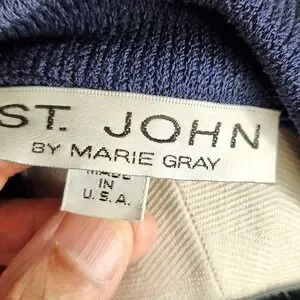 ST. JOHN
BY MARIE GRAY
MADE
IN
U.S.A.